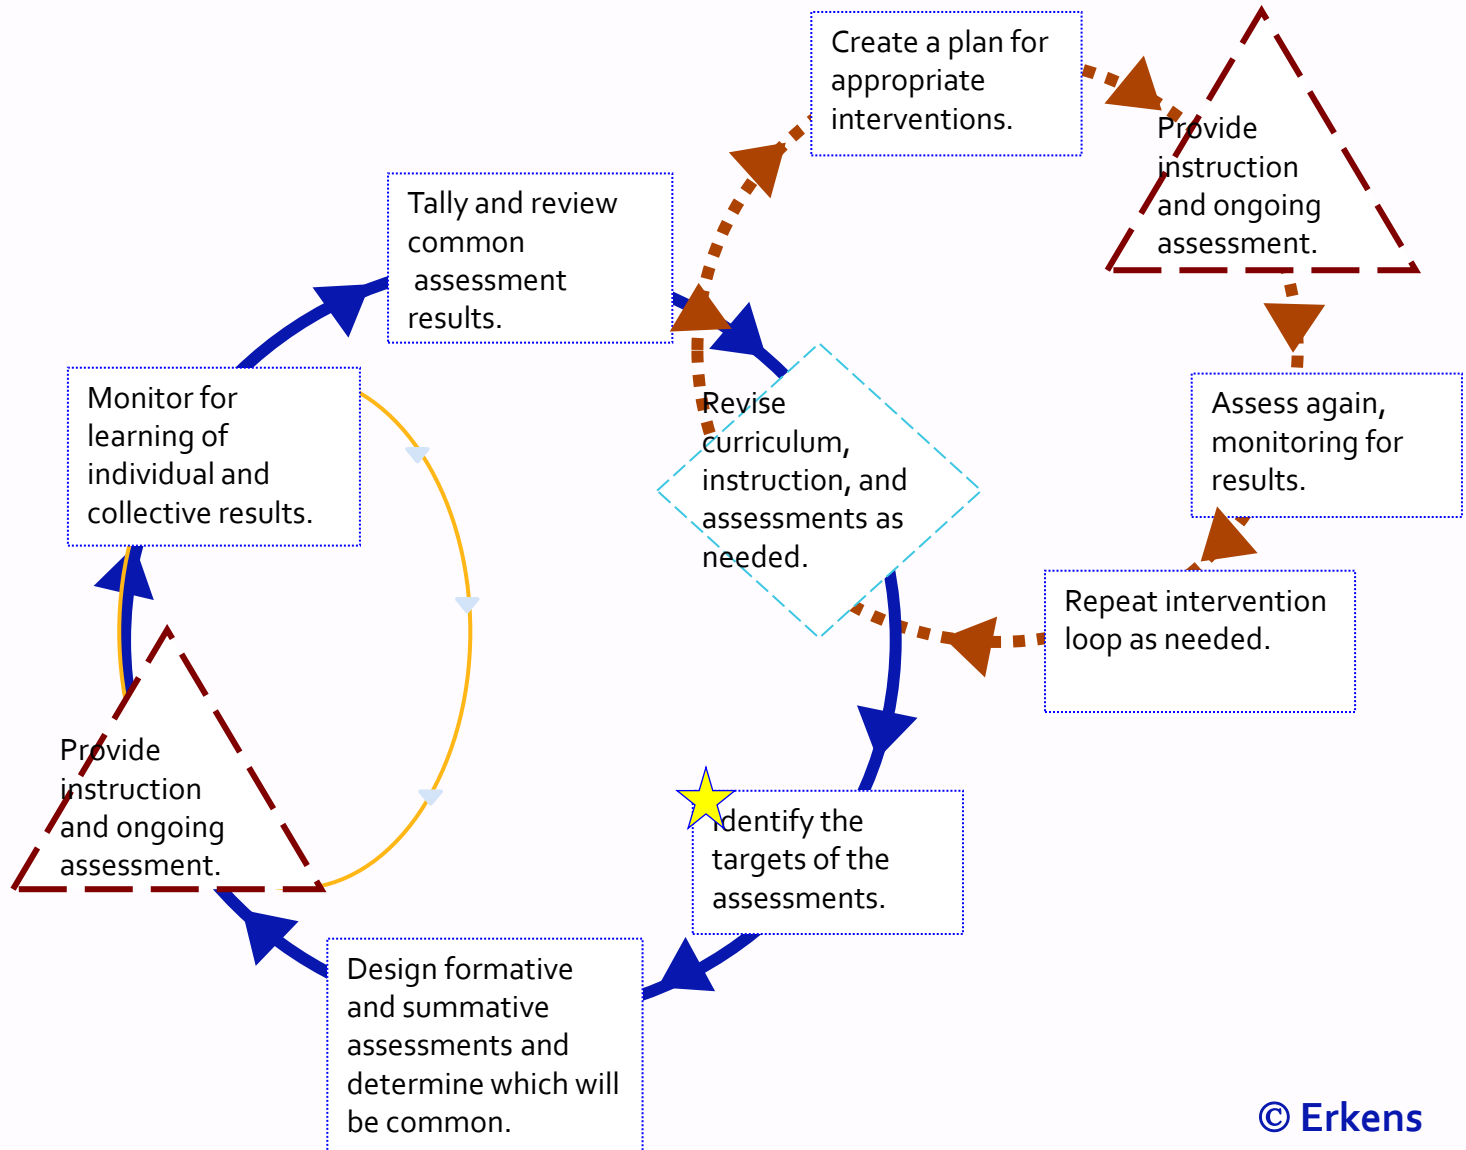 Create a plan for
appropriate
interventions.
Provide
instruction
and ongoing
assessment.
Tally and review
common
assessment
results.
Monitor for
learning of
individual and
collective results.
Revise
curriculum,
instruction, and
assessments as
needed.
Assess again,
monitoring for
results.
Repeat intervention
loop as needed.
Provide
instruction
and ongoing
assessment.
Identify the
targets of the
assessments.
Design formative
and summative
assessments and
determine which will
be common.
© Erkens